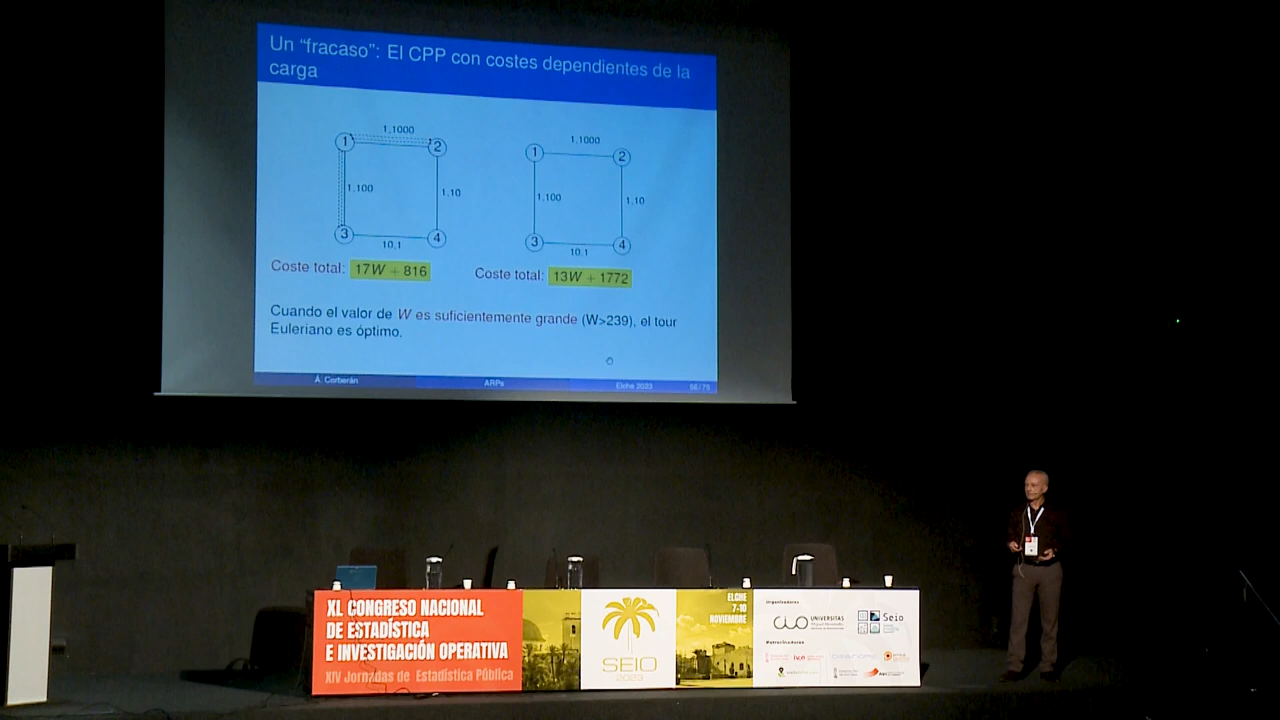 Un "fracaso": El CPP con costes dependientes de la
carga
1,1000
1
2
1,100
1,10
3
4
10,1
1,1000
1
2
1,100
1,10
3
4
10,1
Coste total: 17W + 816
Coste total: 13W + 1772
Cuando el valor de W es suficientemente grande (W>239), el tour
Euleriano es óptimo.
Á. Corberán
ARPs
Elche 2023
XL CONGRESO NACIONAL
DE ESTADÍSTICA
E INVESTIGACIÓN OPERATIVA
XIV Jornadas de Estadística Pública
SEIO
2023
ELCHE
7-10
NOVIEMBRE
Organizadores
CIO
UNIVERSITAS
Miguel Hernández
Seio
Patrocinadores